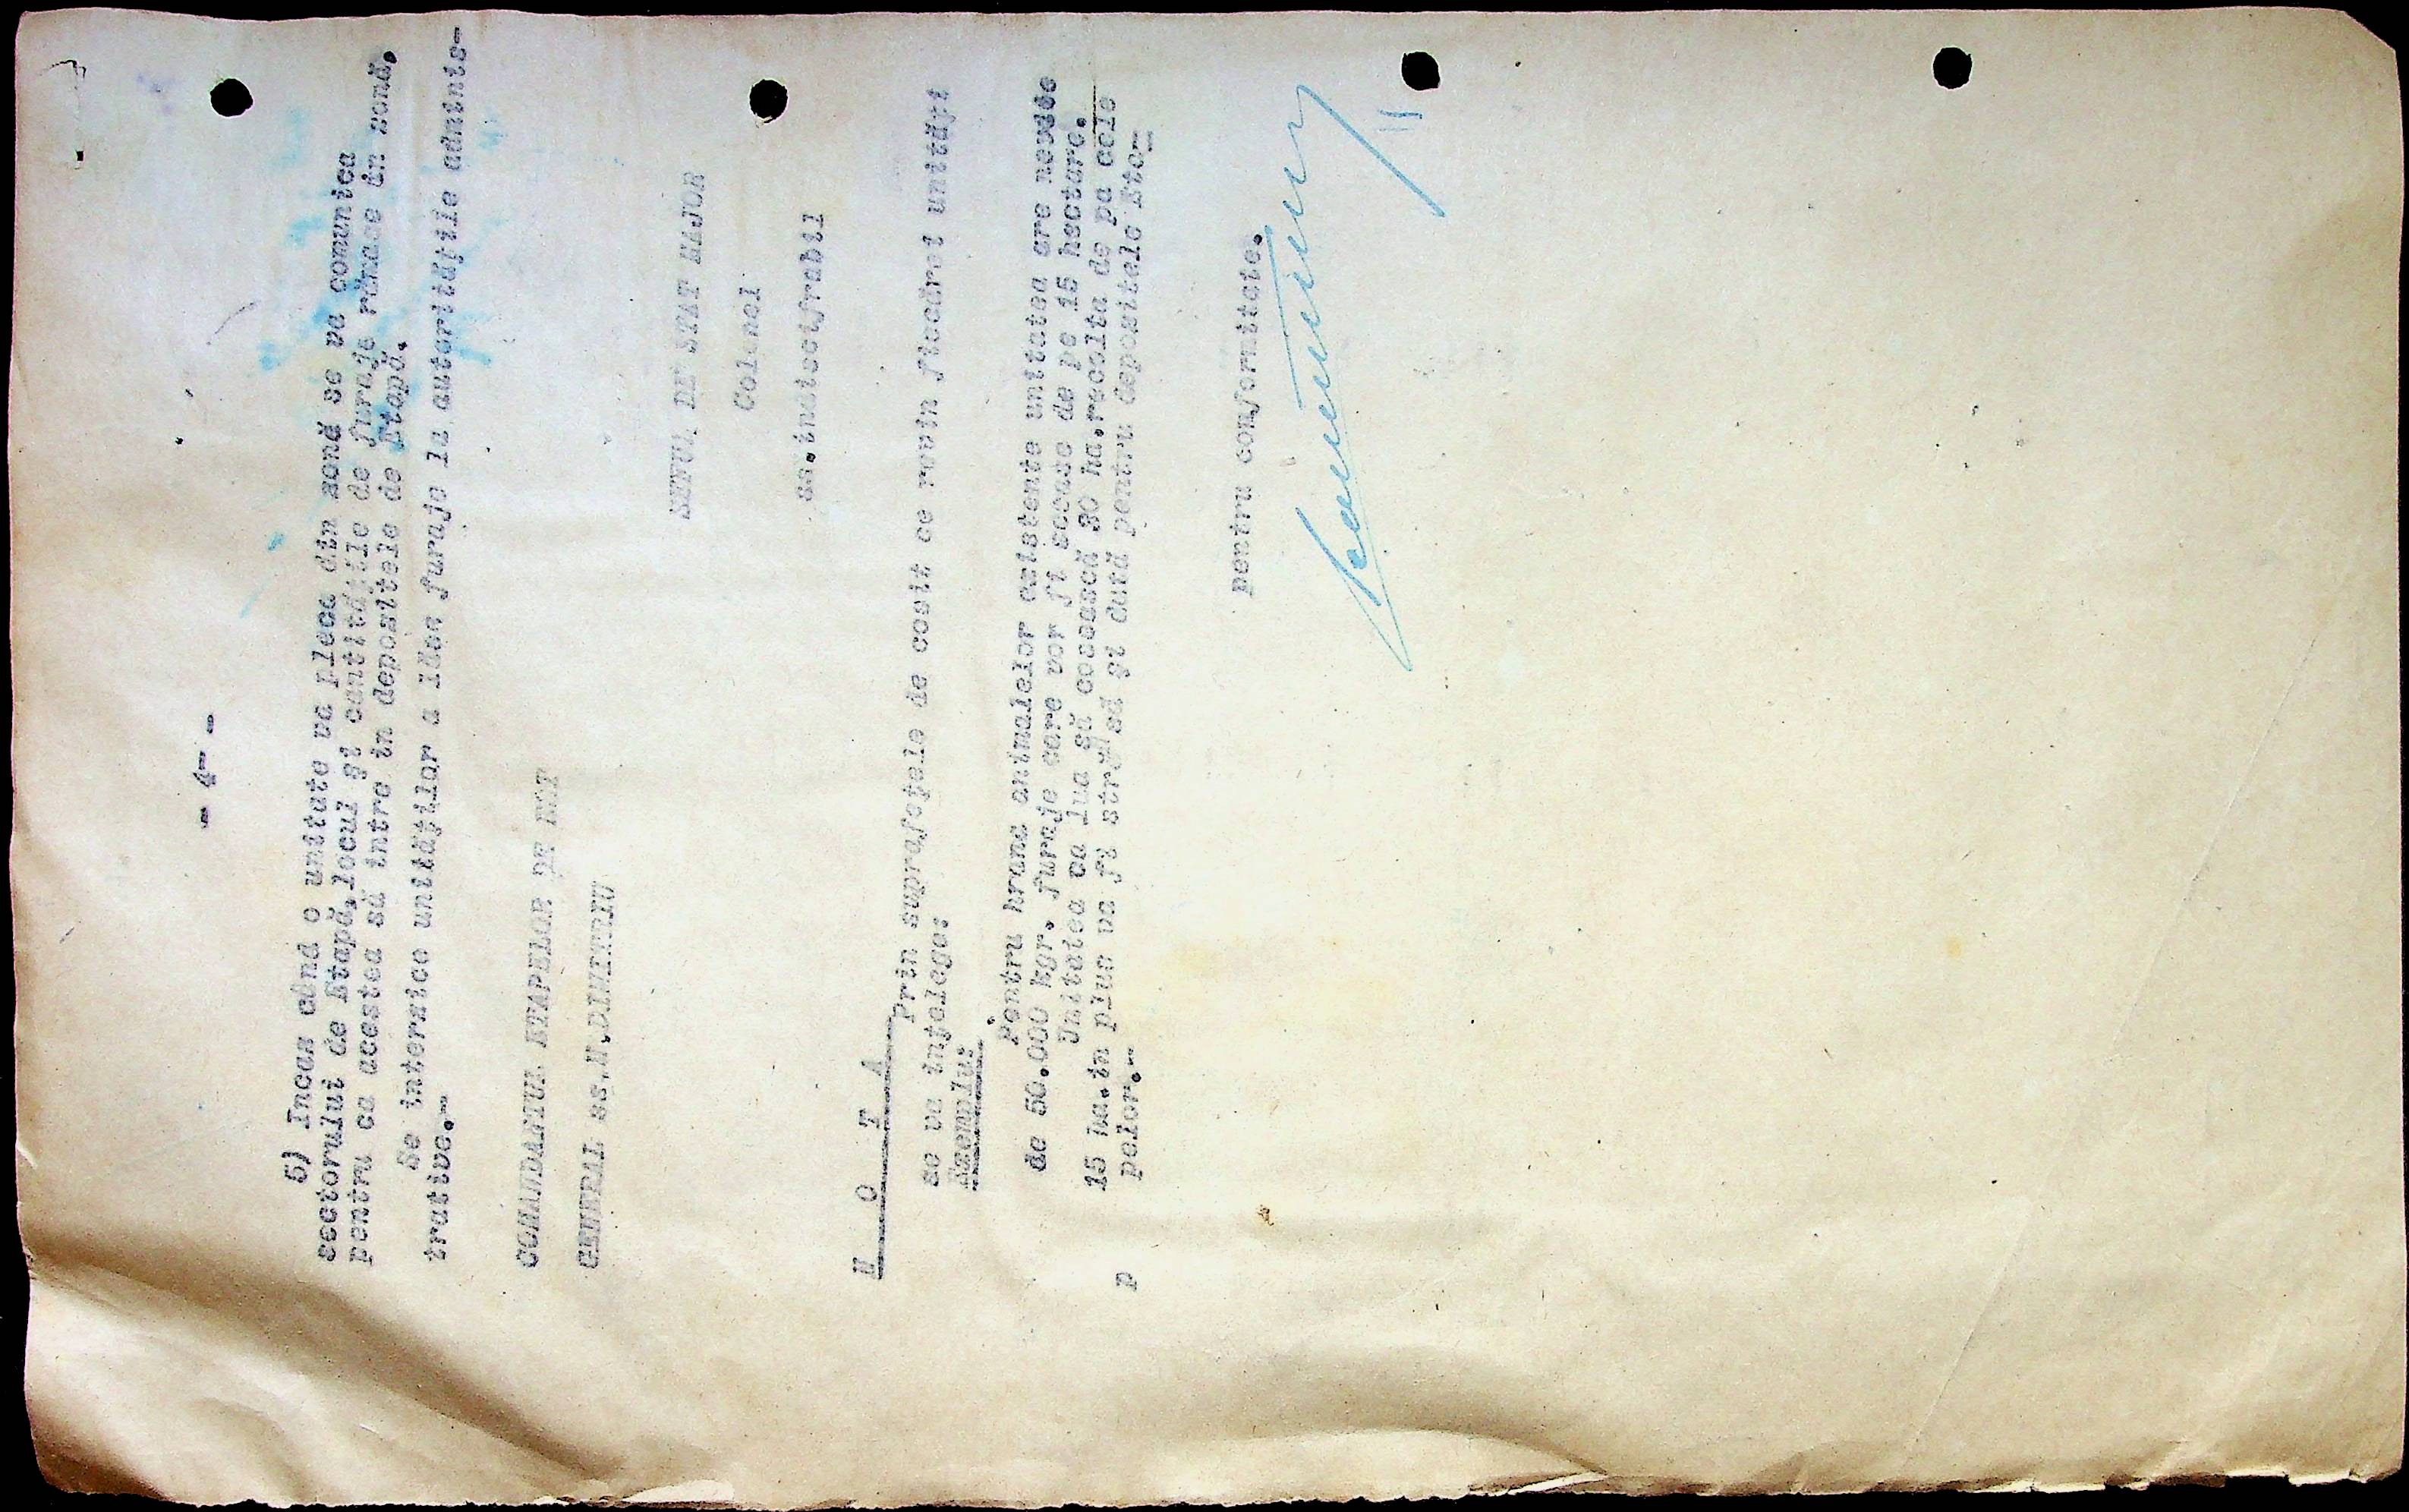 - 4- -
5) Incaz când o unitate va pleca din zonă se va comunica
sectorului de Etapă, locul şi cantităţile de furaje rămase în zonă.
pentru ca acestea să intre în depozitele de Etapă.
Se interzice unităţilor a lăsa furaje la autorităţile adminis-
trative.-
COMANDANTUL ETAPELOR DE EST
GENERAL ss.N.DIMITRIU
ŞEFUL DE STAT MAJOR
Colonel
ss.indescifrabil
N O T A
Prin suprafeţele de cosit ce revin fiecărei unităţi
se va înţelege:
Exemplu:
Pentru hrana animalelor existente unitatea are nevoie
de 50.000 kgr. furaje care vor fi scoase de pe 15 hectare.
Unitatea va lua să cosească 30 ha.recolta de pe cele
15 ha.in plus va fi strânsă şi dată pentru depozitele Eta-
p pelor.-
pentru conformitate.